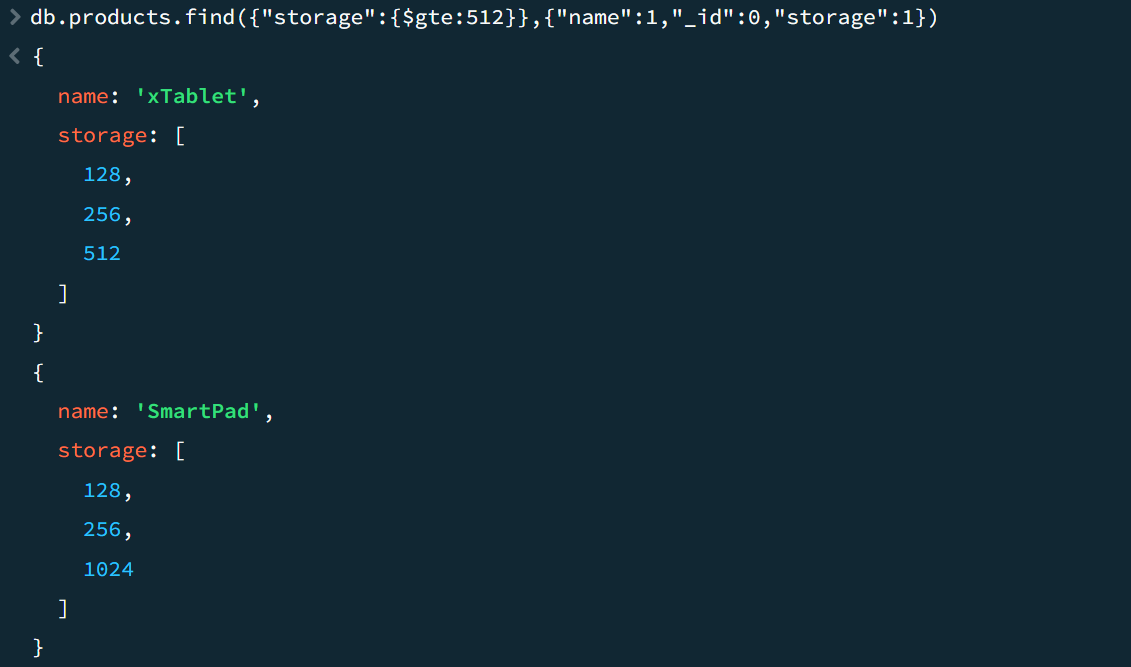 > db.products.find({"storage":{$gte:512}},{"name":1,"_id":0,"storage":1})
< {
name: 'xTablet',
storage: [
128,
256,
512
]
}
{
name: 'SmartPad',
storage: [
128,
256,
1024
]
}